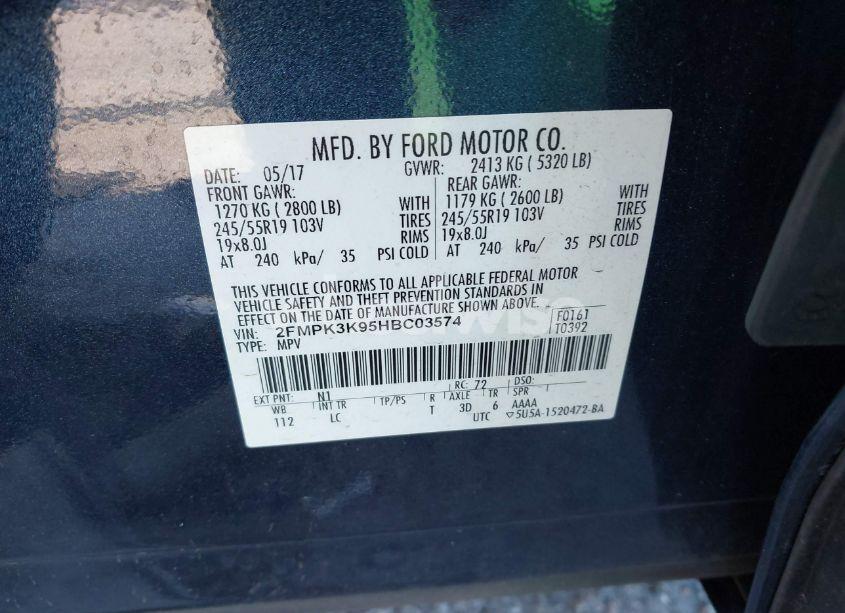 MFD. BY FORD MOTOR CO.
DATE: 05/17 GVWR: 2413 KG ( 5320 LB)
FRONT GAWR: REAR GAWR:
1270 KG ( 2800 LB) WITH 1179 KG ( 2600 LB) WITH
245/55R19 103V TIRES 245/55R19 103V TIRES
19x8.0J RIMS 19x8.0J RIMS
AT 240 kPa/ 35 PSI COLD AT 240 kPa/ 35 PSI COLD
THIS VEHICLE CONFORMS TO ALL APPLICABLE FEDERAL MOTOR
VEHICLE SAFETY AND THEFT PREVENTION STANDARDS IN
EFFECT ON THE DATE OF MANUFACTURE SHOWN ABOVE.
VIN: 2FMPK3K95HBC03574 F0161
TYPE: MPV T0392
EXT PNT: N1 RC: 72 DSO:
WB INT TR TP/PS R AXLE TR SPR
112 LC T 3D 6 AAAA
UTC ▽5U5A-1520472-BA